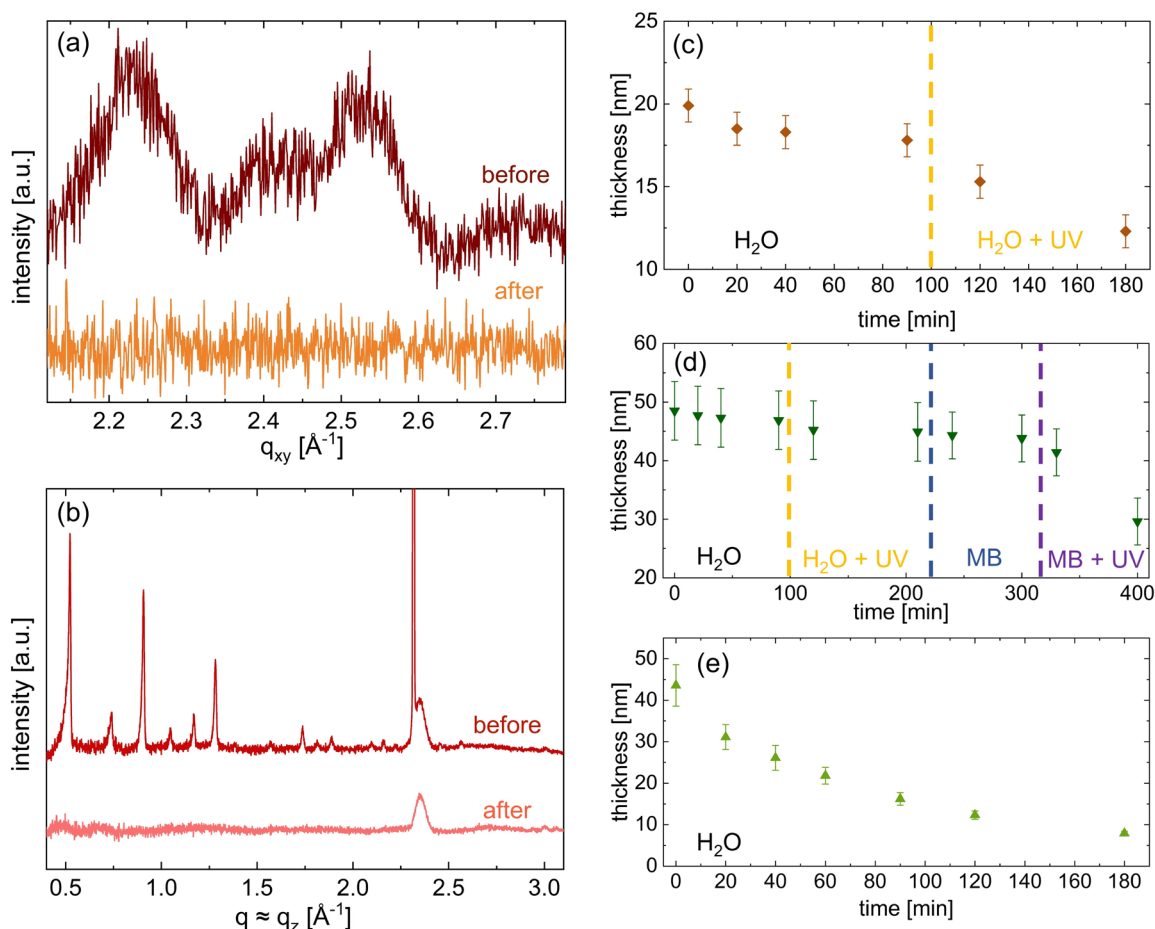 (a)
before
after
intensity [a.u.]
2.2 2.3 2.4 2.5 2.6 2.7
q_xy [Å⁻¹]
(b)
before
after
intensity [a.u.]
0.5 1.0 1.5 2.0 2.5 3.0
q ≈ q_z [Å⁻¹]
(c)
25
20
15
10
thickness [nm]
H₂O
H₂O + UV
0 20 40 60 80 100 120 140 160 180
time [min]
(d)
60
50
40
30
20
thickness [nm]
H₂O
H₂O + UV
MB
MB + UV
0 100 200 300 400
time [min]
(e)
50
40
30
20
10
0
thickness [nm]
H₂O
0 20 40 60 80 100 120 140 160 180
time [min]